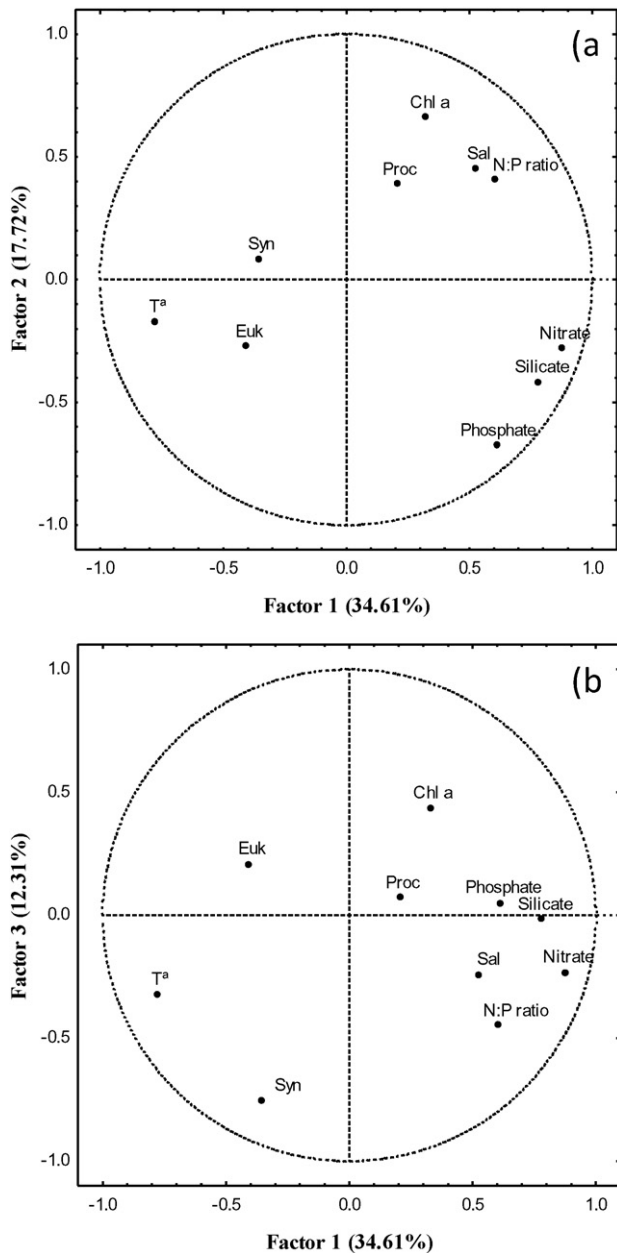 (a
1.0
Chl a
0.5
Sal
N:P ratio
Proc
Syn
0.0
Tª
Euk
Nitrate
Silicate
-0.5
Phosphate
-1.0
Factor 2 (17.72%)
-1.0 -0.5 0.0 0.5 1.0
Factor 1 (34.61%)
(b
1.0
0.5
Chl a
Euk
Proc
Phosphate
0.0
Silicate
Sal
Nitrate
Tª
N:P ratio
-0.5
Syn
-1.0
Factor 3 (12.31%)
-1.0 -0.5 0.0 0.5 1.0
Factor 1 (34.61%)